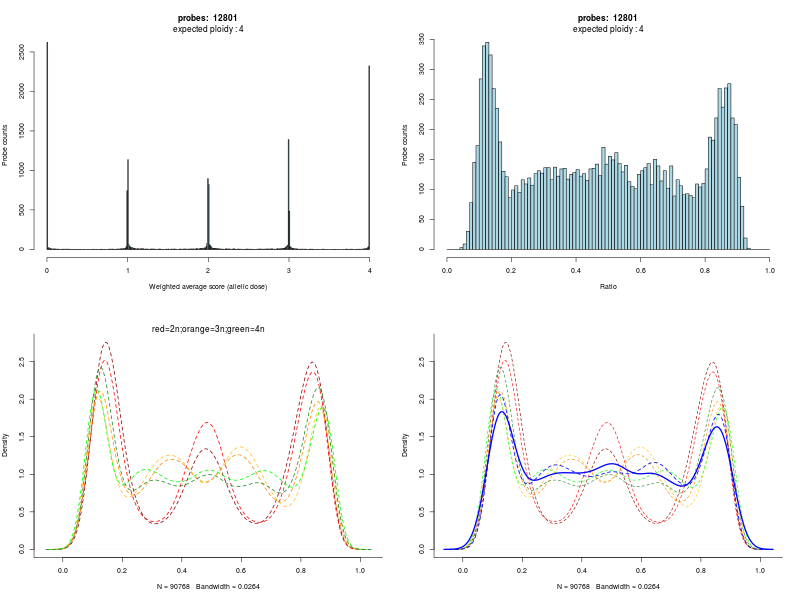 probes: 12801
expected ploidy : 4
Probe counts
2500
2000
1500
1000
500
0
0 1 2 3 4
Weighted average score (allelic dose)
probes: 12801
expected ploidy : 4
Probe counts
350
300
250
200
150
100
50
0
0.0 0.2 0.4 0.6 0.8 1.0
Ratio
red=2n;orange=3n;green=4n
Density
2.5
2.0
1.5
1.0
0.5
0.0
0.0 0.2 0.4 0.6 0.8 1.0
N = 90768 Bandwidth = 0.0264
Density
2.5
2.0
1.5
1.0
0.5
0.0
0.0 0.2 0.4 0.6 0.8 1.0
N = 90768 Bandwidth = 0.0264